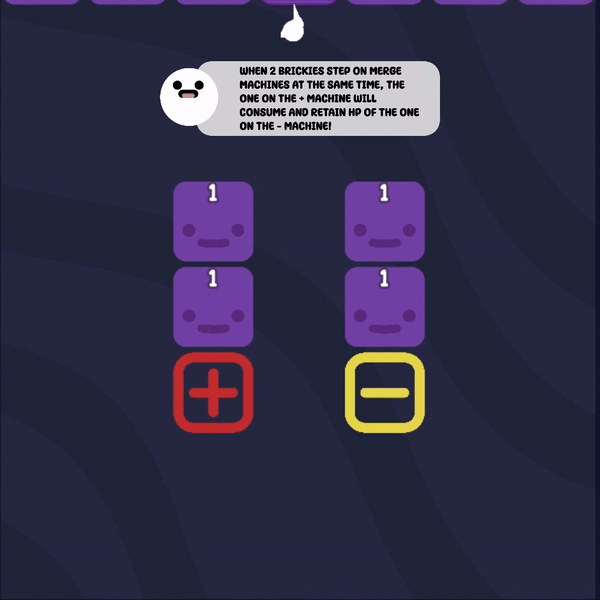 WHEN 2 BRICKIES STEP ON MERGE
MACHINES AT THE SAME TIME, THE
ONE ON THE + MACHINE WILL
CONSUME AND RETAIN HP OF THE ONE
ON THE - MACHINE!
1 1
1 1
+ −